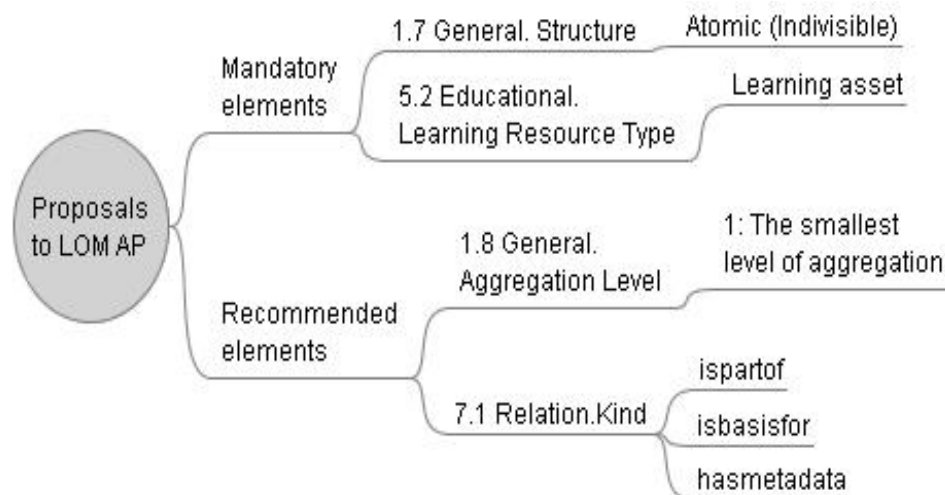 Proposals
to LOM AP
Mandatory
elements
1.7 General. Structure
Atomic (Indivisible)
5.2 Educational.
Learning Resource Type
Learning asset
Recommended
elements
1.8 General.
Aggregation Level
1: The smallest
level of aggregation
7.1 Relation.Kind
ispartof
isbasisfor
hasmetadata